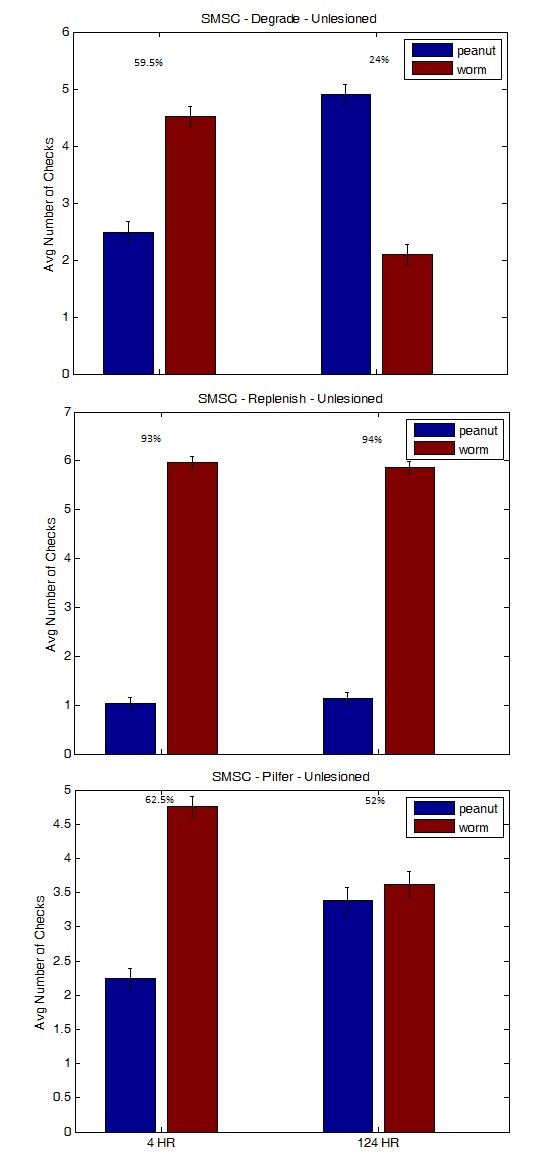 SMSG - Degrade - Unlesioned
6
59.5%
24%
peanut
worm
5
4
3
2
1
0
Avg Number of Checks
SMSG - Replenish - Unlesioned
7
93%
94%
peanut
worm
6
5
4
3
2
1
0
Avg Number of Checks
SMSG - Pilfer - Unlesioned
5
62.5%
52%
peanut
worm
4.5
4
3.5
3
2.5
2
1.5
1
0.5
0
Avg Number of Checks
4 HR
124 HR